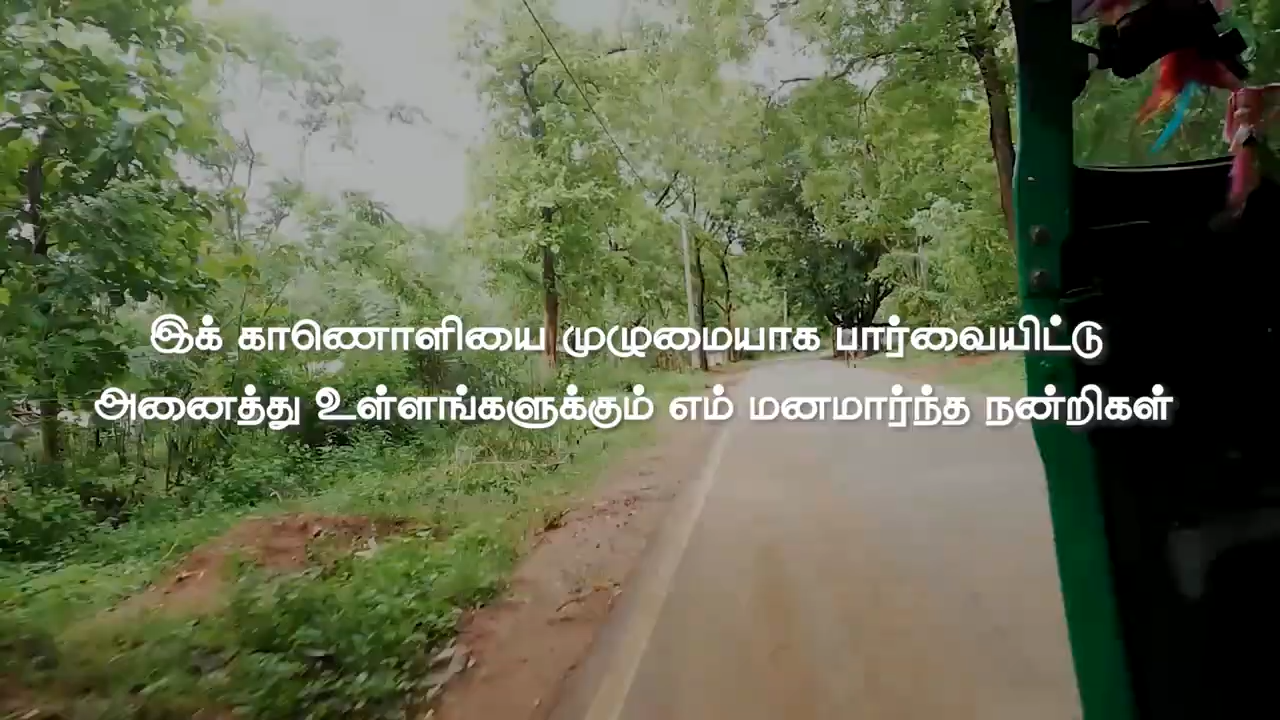 இக் காணொளியை முழுமையாக பார்வையிட்டு
அனைத்து உள்ளங்களுக்கும் எம் மனமார்ந்த நன்றிகள்